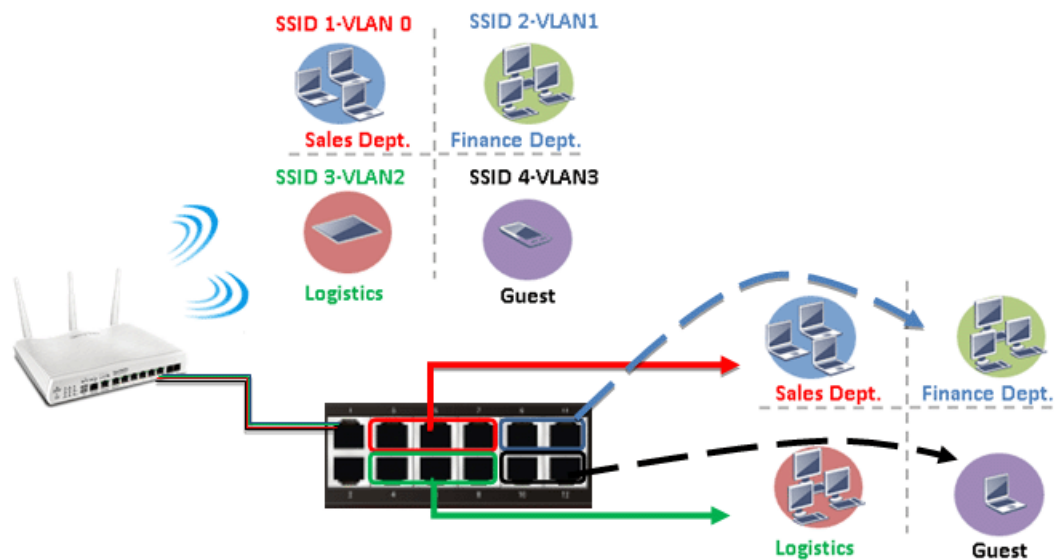 SSID 1-VLAN 0
SSID 2-VLAN1
Sales Dept.
Finance Dept.
SSID 3-VLAN2
SSID 4-VLAN3
Logistics
Guest
Sales Dept.
Finance Dept.
Logistics
Guest